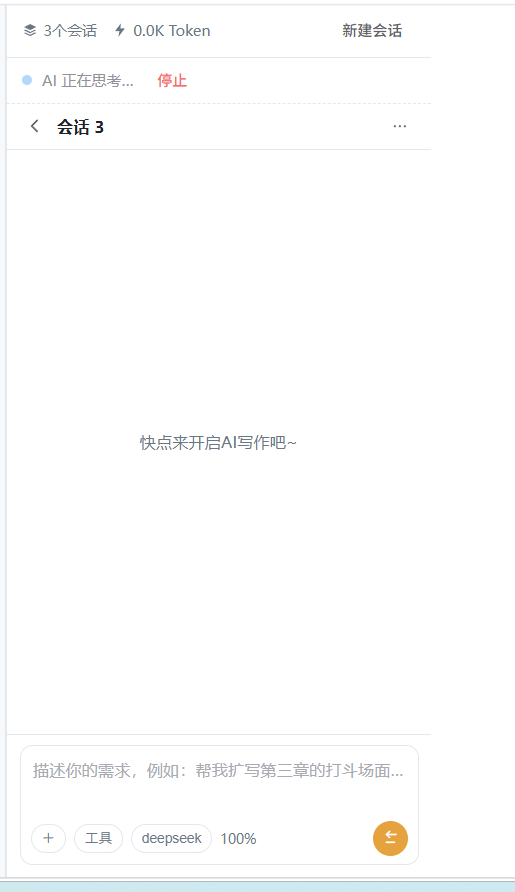 3个会话 0.0K Token 新建会话
AI 正在思考... 停止
会话 3
快点来开启AI写作吧~
描述你的需求，例如：帮我扩写第三章的打斗场面...
工具 deepseek 100%